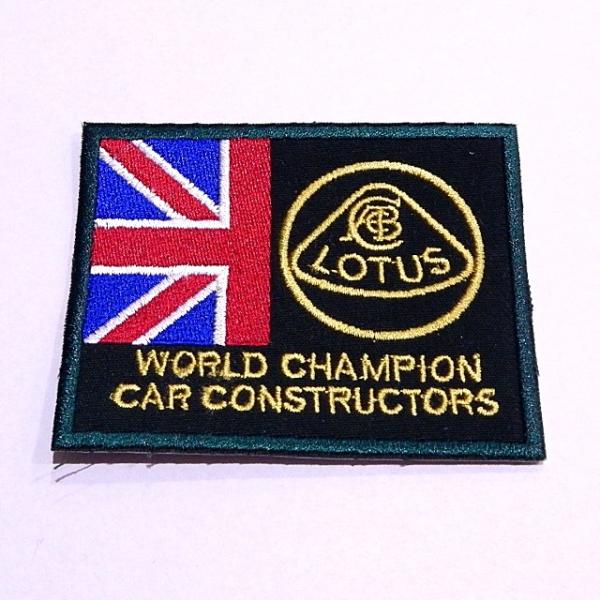 ACBC
LOTUS
WORLD CHAMPION
CAR CONSTRUCTORS